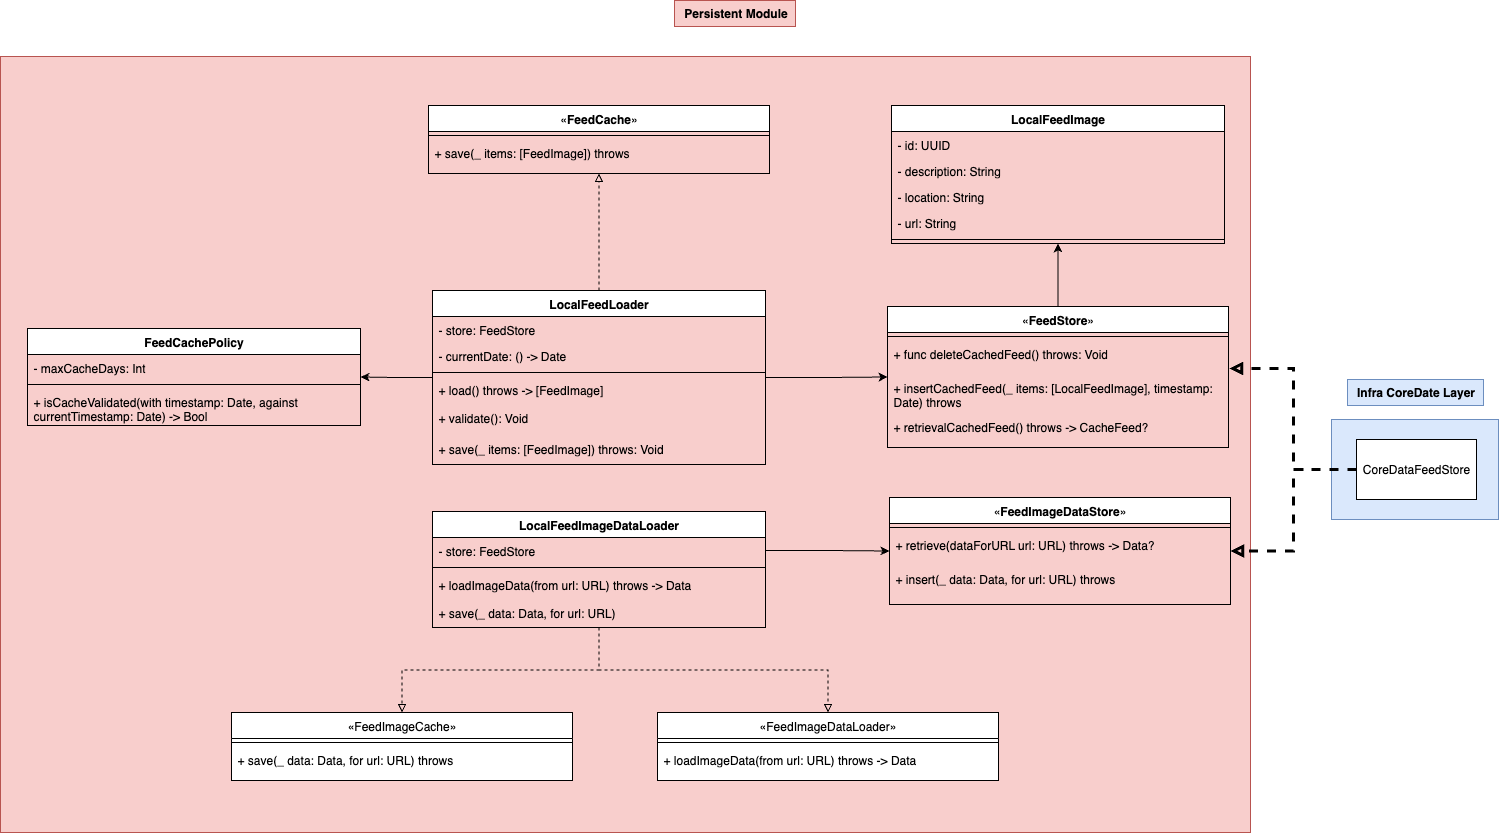 Persistent Module
«FeedCache»
+ save(_ items: [FeedImage]) throws
LocalFeedImage
- id: UUID
- description: String
- location: String
- url: String
LocalFeedLoader
- store: FeedStore
- currentDate: () -> Date
+ load() throws -> [FeedImage]
+ validate(): Void
+ save(_ items: [FeedImage]) throws: Void
FeedCachePolicy
- maxCacheDays: Int
+ isCacheValidated(with timestamp: Date, against
currentTimestamp: Date) -> Bool
«FeedStore»
+ func deleteCachedFeed() throws: Void
+ insertCachedFeed(_ items: [LocalFeedImage], timestamp:
Date) throws
+ retrievalCachedFeed() throws -> CacheFeed?
Infra CoreDate Layer
CoreDataFeedStore
LocalFeedImageDataLoader
- store: FeedStore
+ loadImageData(from url: URL) throws -> Data
+ save(_ data: Data, for url: URL)
«FeedImageDataStore»
+ retrieve(dataForURL url: URL) throws -> Data?
+ insert(_ data: Data, for url: URL) throws
«FeedImageCache»
+ save(_ data: Data, for url: URL) throws
«FeedImageDataLoader»
+ loadImageData(from url: URL) throws -> Data